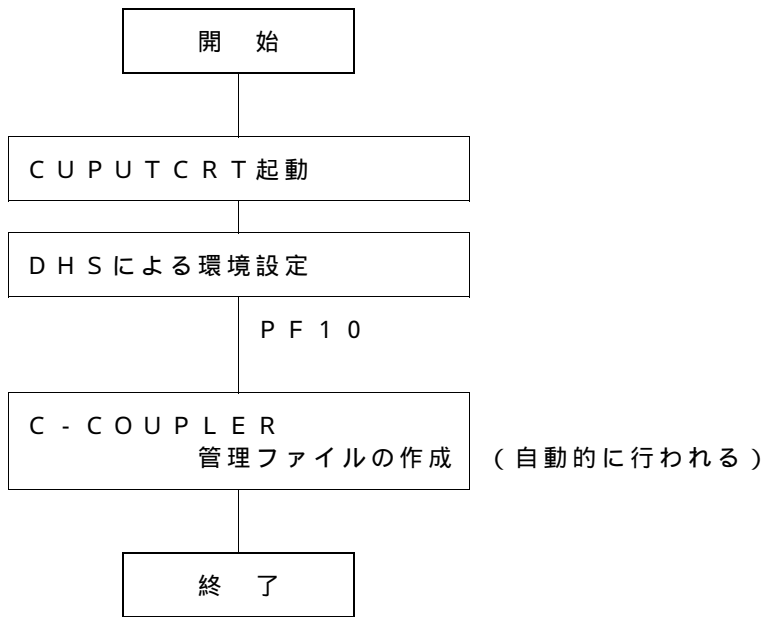 開　始
ＣＵＰＵＴＣＲＴ起動
ＤＨＳによる環境設定
ＰＦ１０
Ｃ－ＣＯＵＰＬＥＲ
管理ファイルの作成　（自動的に行われる）
終　了